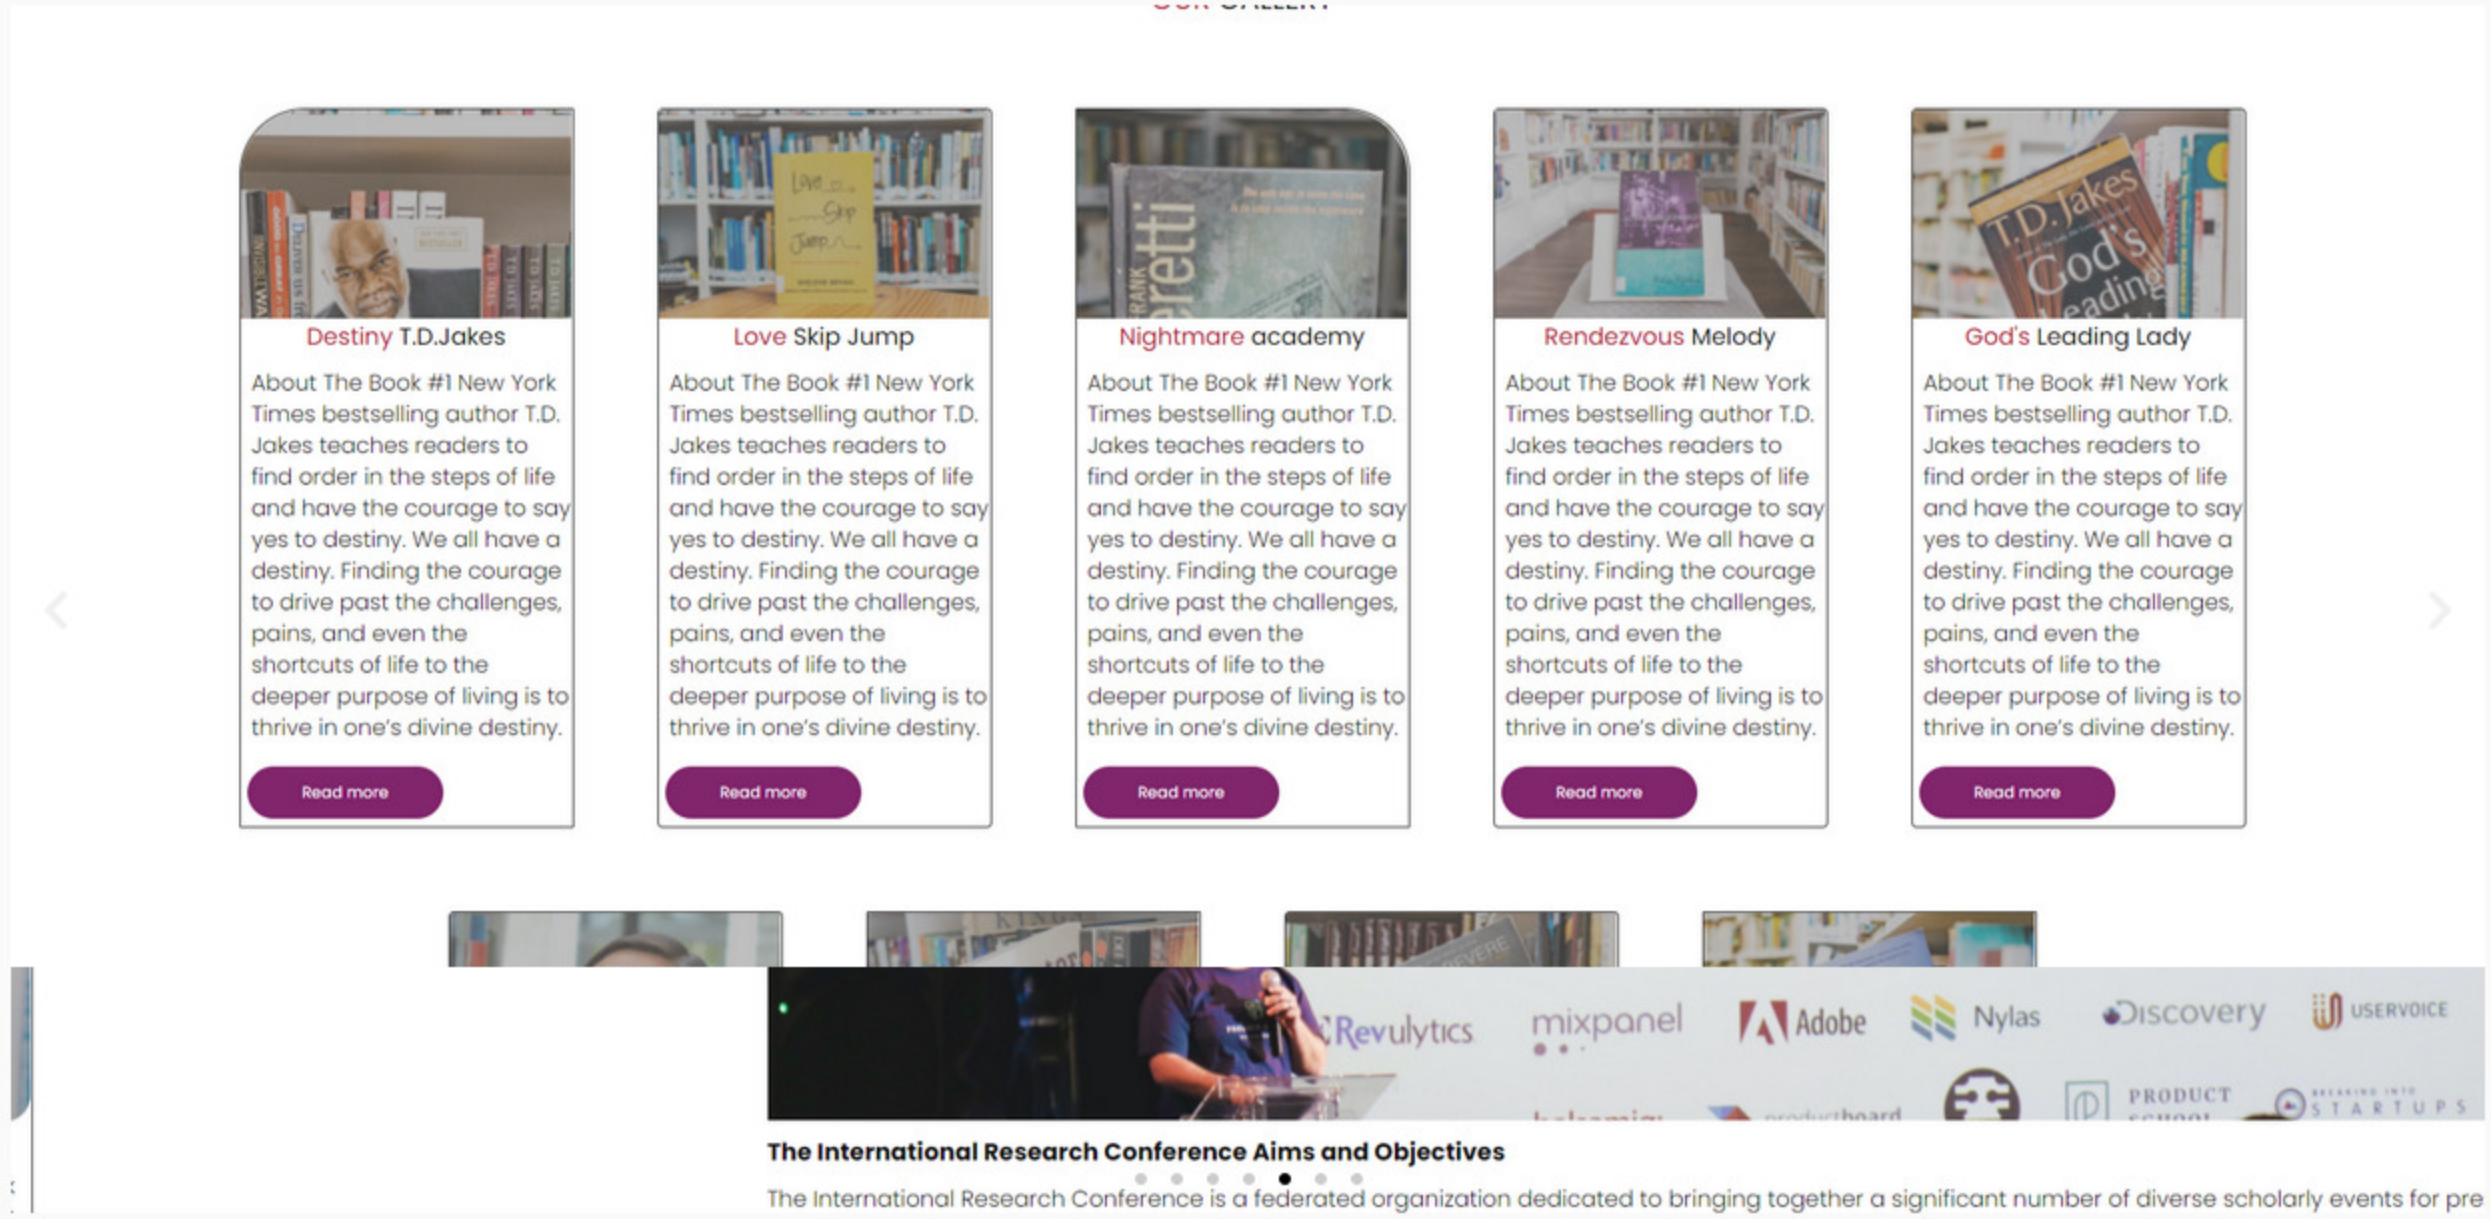 OUR GALLERY
Love
Skip
Jump
FRANK
eretti
T.D.Jakes
God's
Leading
Destiny T.D.Jakes
Love Skip Jump
Nightmare academy
Rendezvous Melody
God's Leading Lady
About The Book #1 New York
Times bestselling author T.D.
Jakes teaches readers to
find order in the steps of life
and have the courage to say
yes to destiny. We all have a
destiny. Finding the courage
to drive past the challenges,
pains, and even the
shortcuts of life to the
deeper purpose of living is to
thrive in one's divine destiny.
Read more
About The Book #1 New York
Times bestselling author T.D.
Jakes teaches readers to
find order in the steps of life
and have the courage to say
yes to destiny. We all have a
destiny. Finding the courage
to drive past the challenges,
pains, and even the
shortcuts of life to the
deeper purpose of living is to
thrive in one's divine destiny.
Read more
About The Book #1 New York
Times bestselling author T.D.
Jakes teaches readers to
find order in the steps of life
and have the courage to say
yes to destiny. We all have a
destiny. Finding the courage
to drive past the challenges,
pains, and even the
shortcuts of life to the
deeper purpose of living is to
thrive in one's divine destiny.
Read more
About The Book #1 New York
Times bestselling author T.D.
Jakes teaches readers to
find order in the steps of life
and have the courage to say
yes to destiny. We all have a
destiny. Finding the courage
to drive past the challenges,
pains, and even the
shortcuts of life to the
deeper purpose of living is to
thrive in one's divine destiny.
Read more
About The Book #1 New York
Times bestselling author T.D.
Jakes teaches readers to
find order in the steps of life
and have the courage to say
yes to destiny. We all have a
destiny. Finding the courage
to drive past the challenges,
pains, and even the
shortcuts of life to the
deeper purpose of living is to
thrive in one's divine destiny.
Read more
KINGS
Revulytics mixpanel Adobe Nylas Discovery USERVOICE
productboard PRODUCT SCHOOL BREAKING INTO STARTUPS
The International Research Conference Aims and Objectives
The International Research Conference is a federated organization dedicated to bringing together a significant number of diverse scholarly events for pre